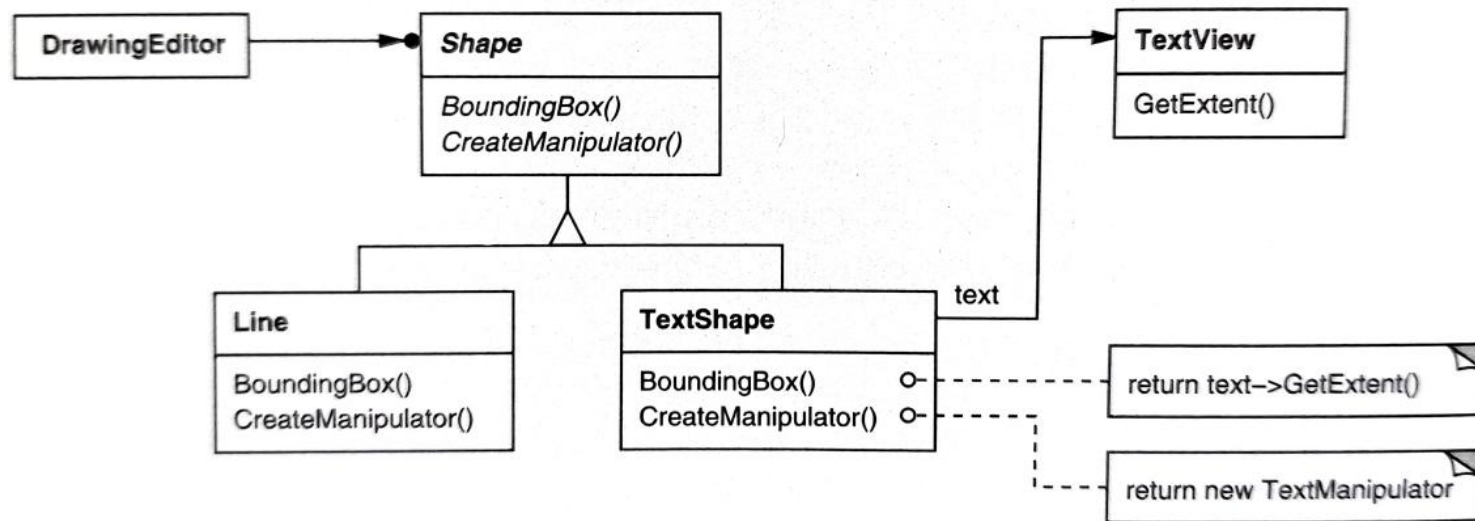 DrawingEditor
Shape
BoundingBox()
CreateManipulator()
TextView
GetExtent()
Line
BoundingBox()
CreateManipulator()
TextShape
BoundingBox()
CreateManipulator()
text
return text->GetExtent()
return new TextManipulator